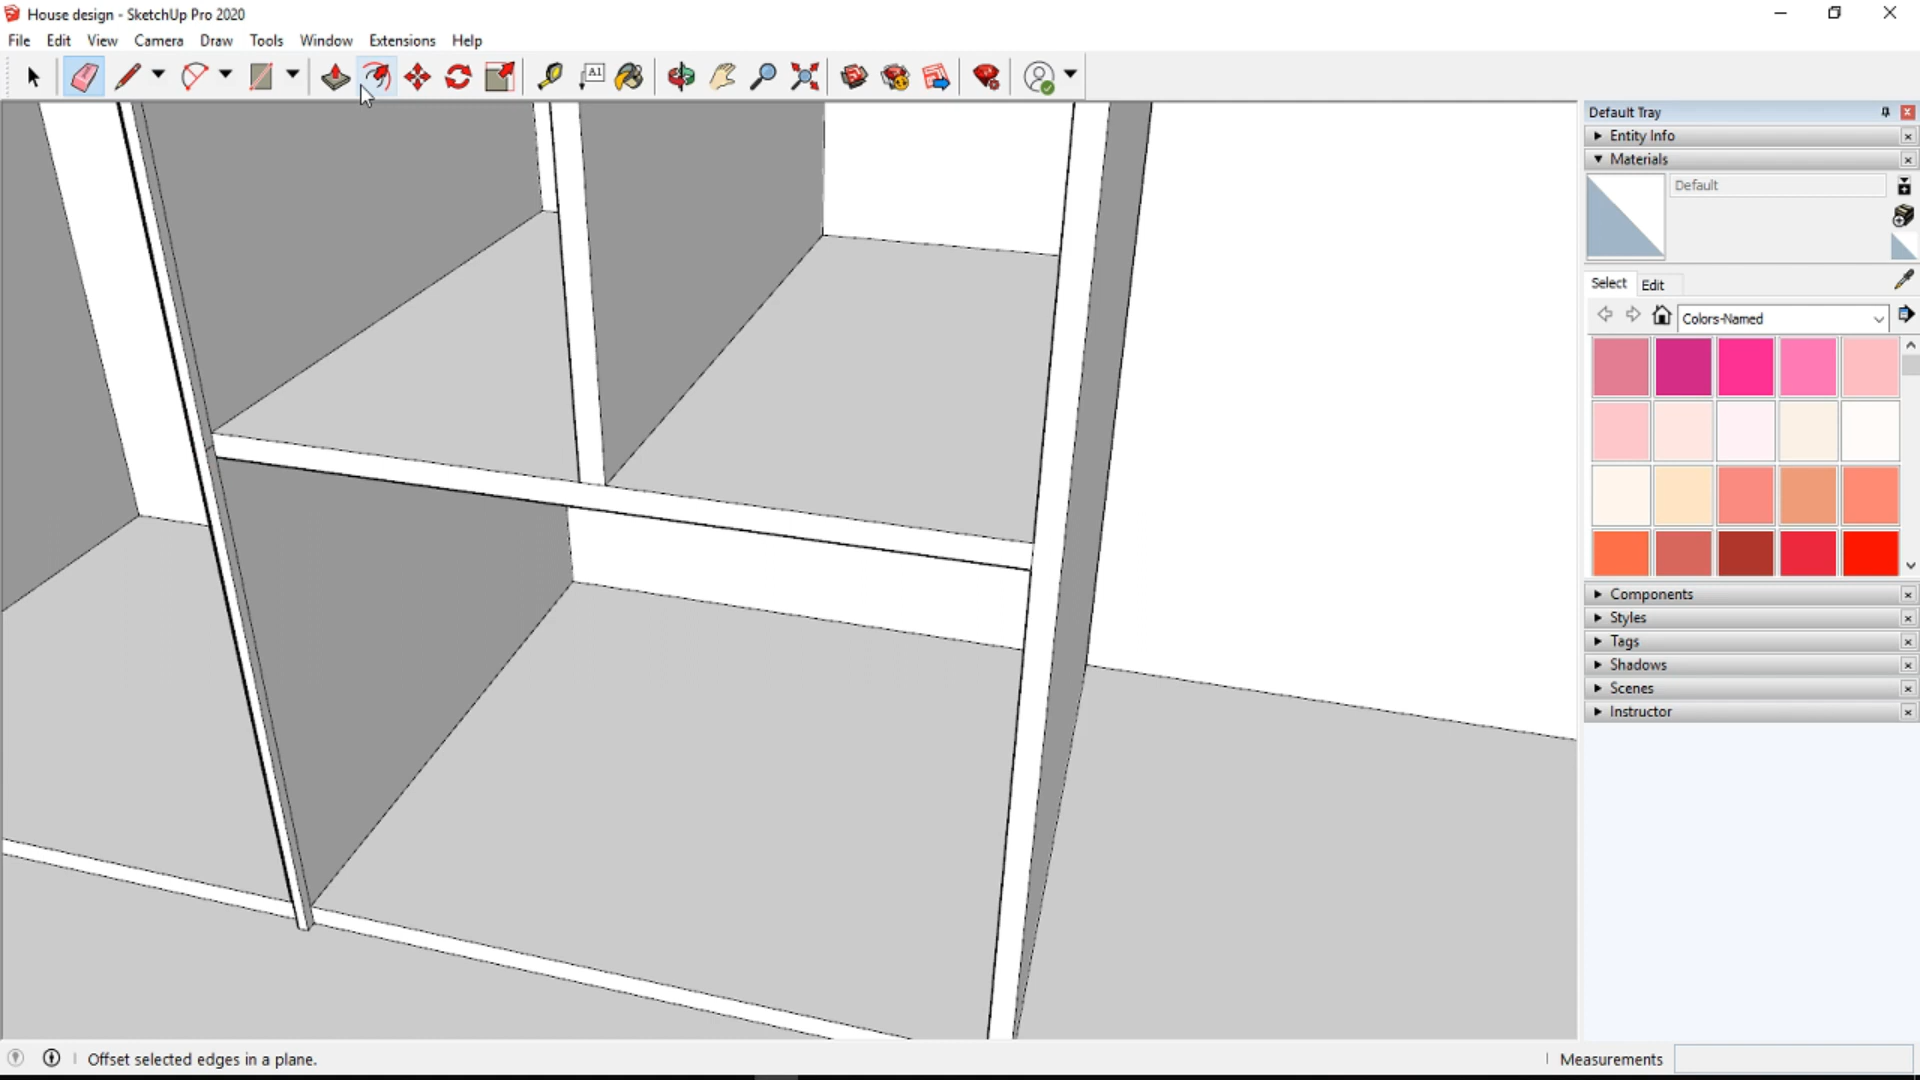 House design - SketchUp Pro 2020
File Edit View Camera Draw Tools Window Extensions Help
A1
Default Tray
Entity Info
Materials
Default
Select Edit
Colors-Named
Components
Styles
Tags
Shadows
Scenes
Instructor
Offset selected edges in a plane.
Measurements